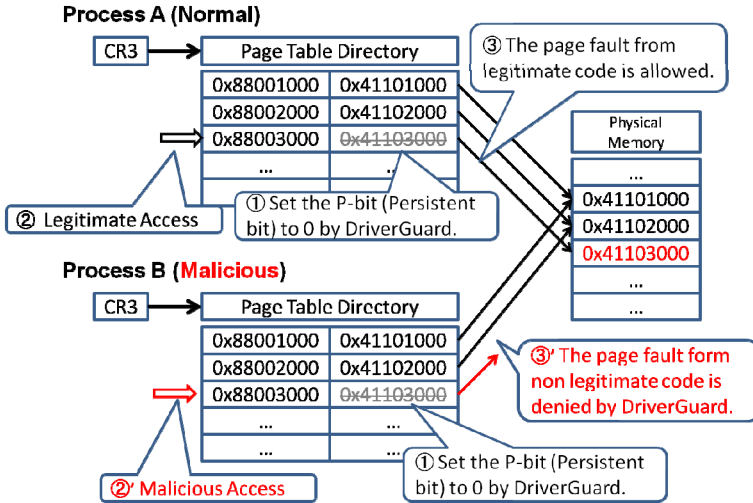 Process A (Normal)
CR3
Page Table Directory
0x88001000 0x41101000
0x88002000 0x41102000
0x88003000 0x41103000
... ...
② Legitimate Access
① Set the P-bit (Persistent
bit) to 0 by DriverGuard.
③ The page fault from
legitimate code is allowed.
Physical
Memory
...
0x41101000
0x41102000
0x41103000
...
...
Process B (Malicious)
CR3
Page Table Directory
0x88001000 0x41101000
0x88002000 0x41102000
0x88003000 0x41103000
... ...
... ...
②' Malicious Access
① Set the P-bit (Persistent
bit) to 0 by DriverGuard.
③' The page fault form
non legitimate code is
denied by DriverGuard.